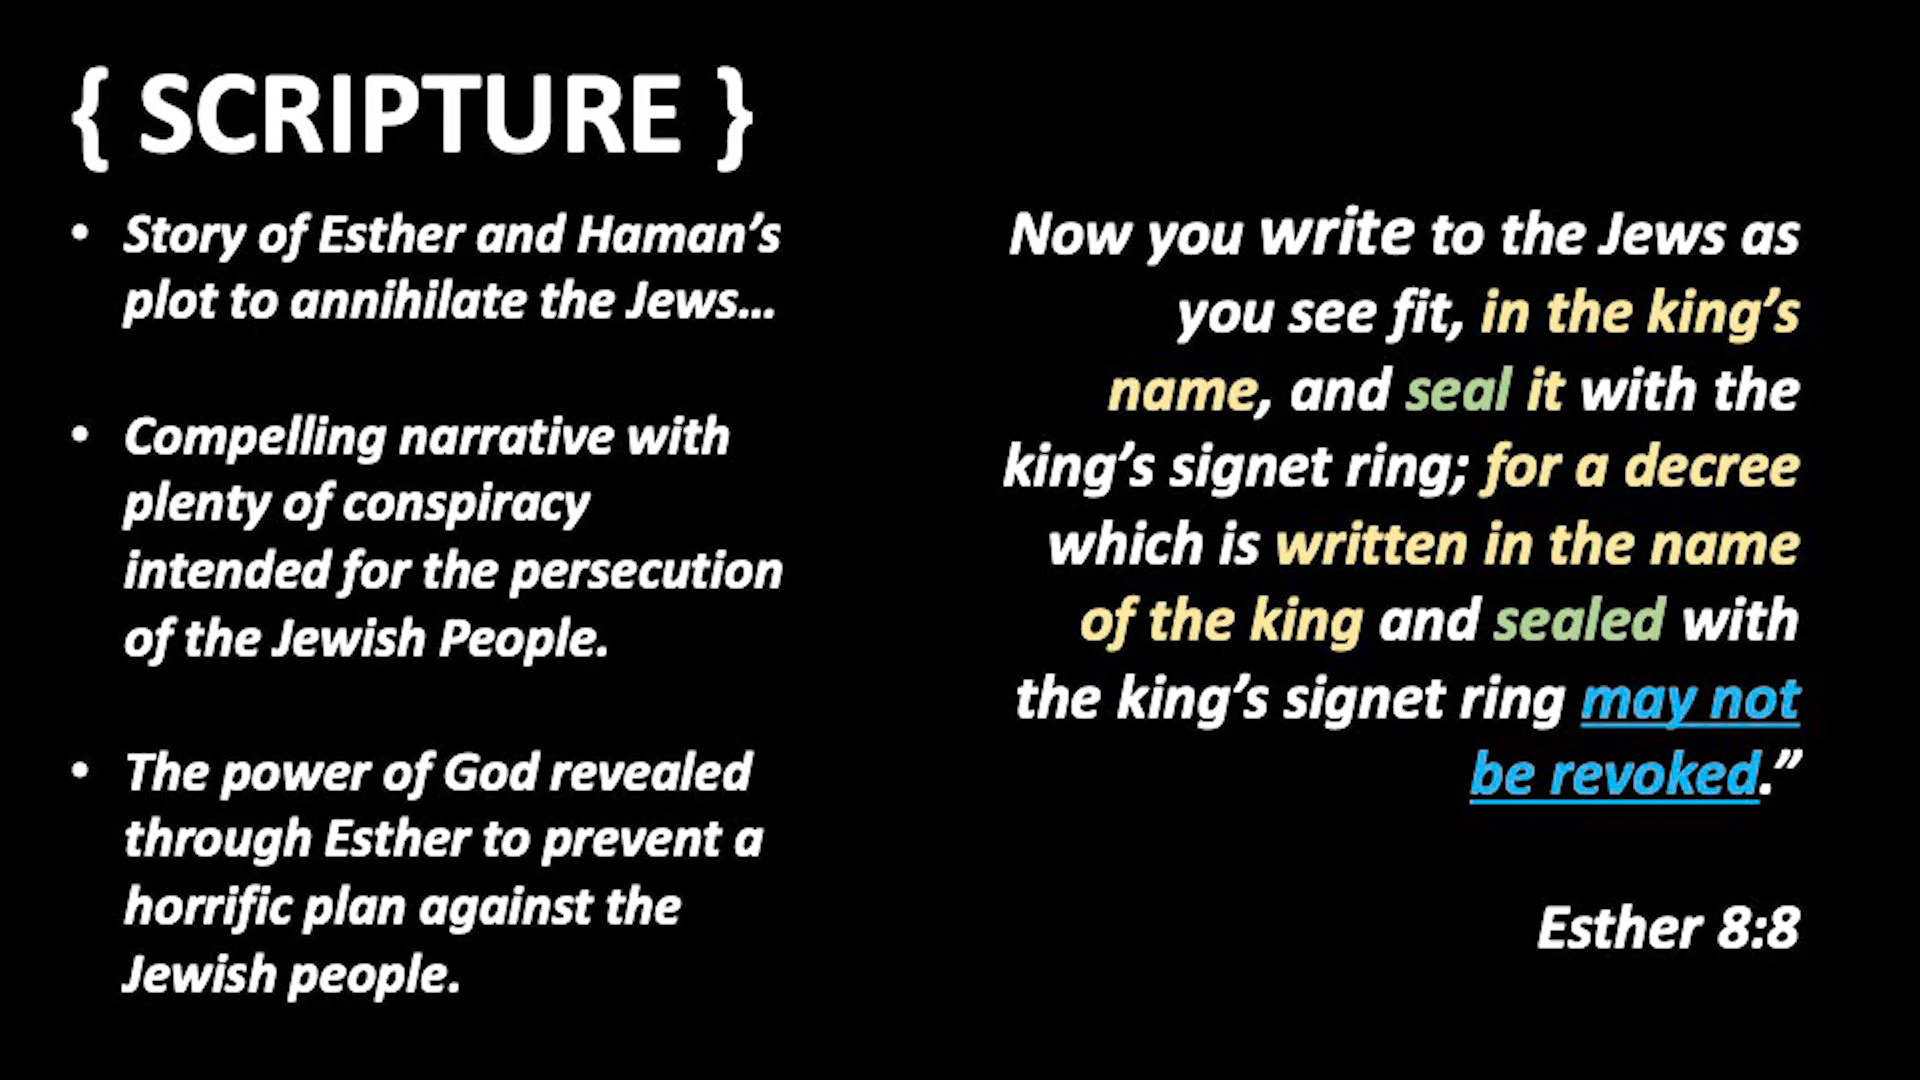 { SCRIPTURE }
• Story of Esther and Haman’s
plot to annihilate the Jews...
• Compelling narrative with
plenty of conspiracy
intended for the persecution
of the Jewish People.
• The power of God revealed
through Esther to prevent a
horrific plan against the
Jewish people.
Now you write to the Jews as
you see fit, in the king’s
name, and seal it with the
king’s signet ring; for a decree
which is written in the name
of the king and sealed with
the king’s signet ring may not
be revoked.”
Esther 8:8